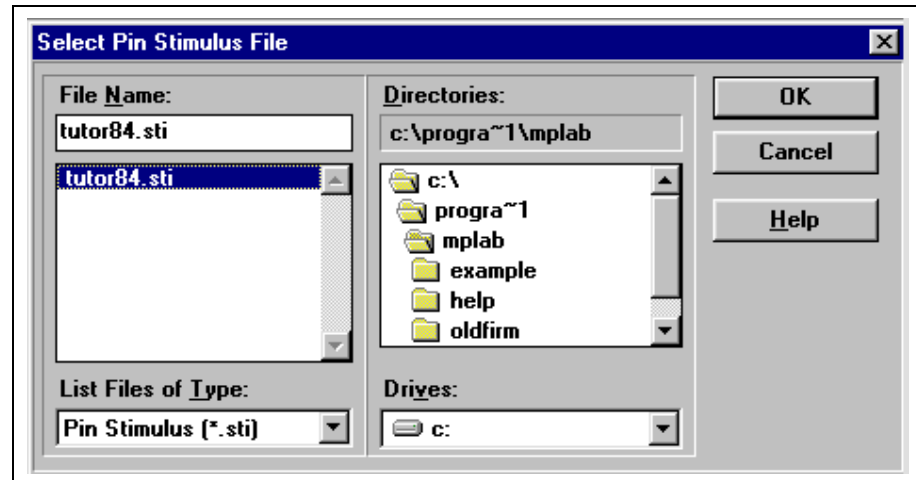 Select Pin Stimulus File
File Name:
tutor84.sti
tutor84.sti
List Files of Type:
Pin Stimulus (*.sti)
Directories:
c:\progra~1\mplab
c:\
progra~1
mplab
example
help
oldfirm
Drives:
c:
OK
Cancel
Help